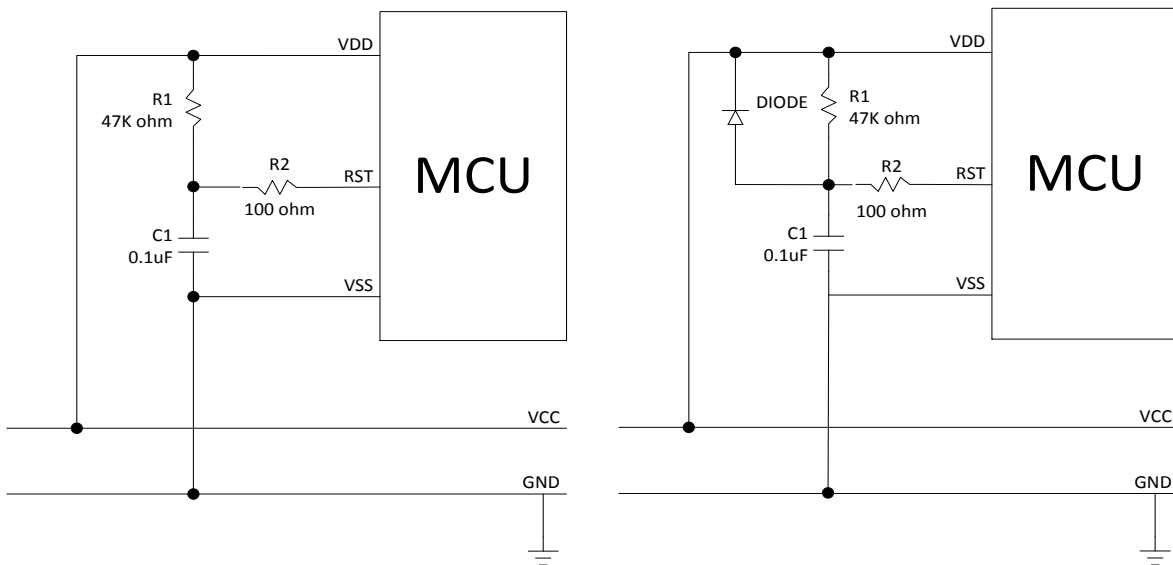 VDD
R1
47K ohm
R2
RST
MCU
100 ohm
C1
0.1uF
VSS
VCC
GND
VDD
DIODE
R1
47K ohm
R2
RST
MCU
100 ohm
C1
0.1uF
VSS
VCC
GND